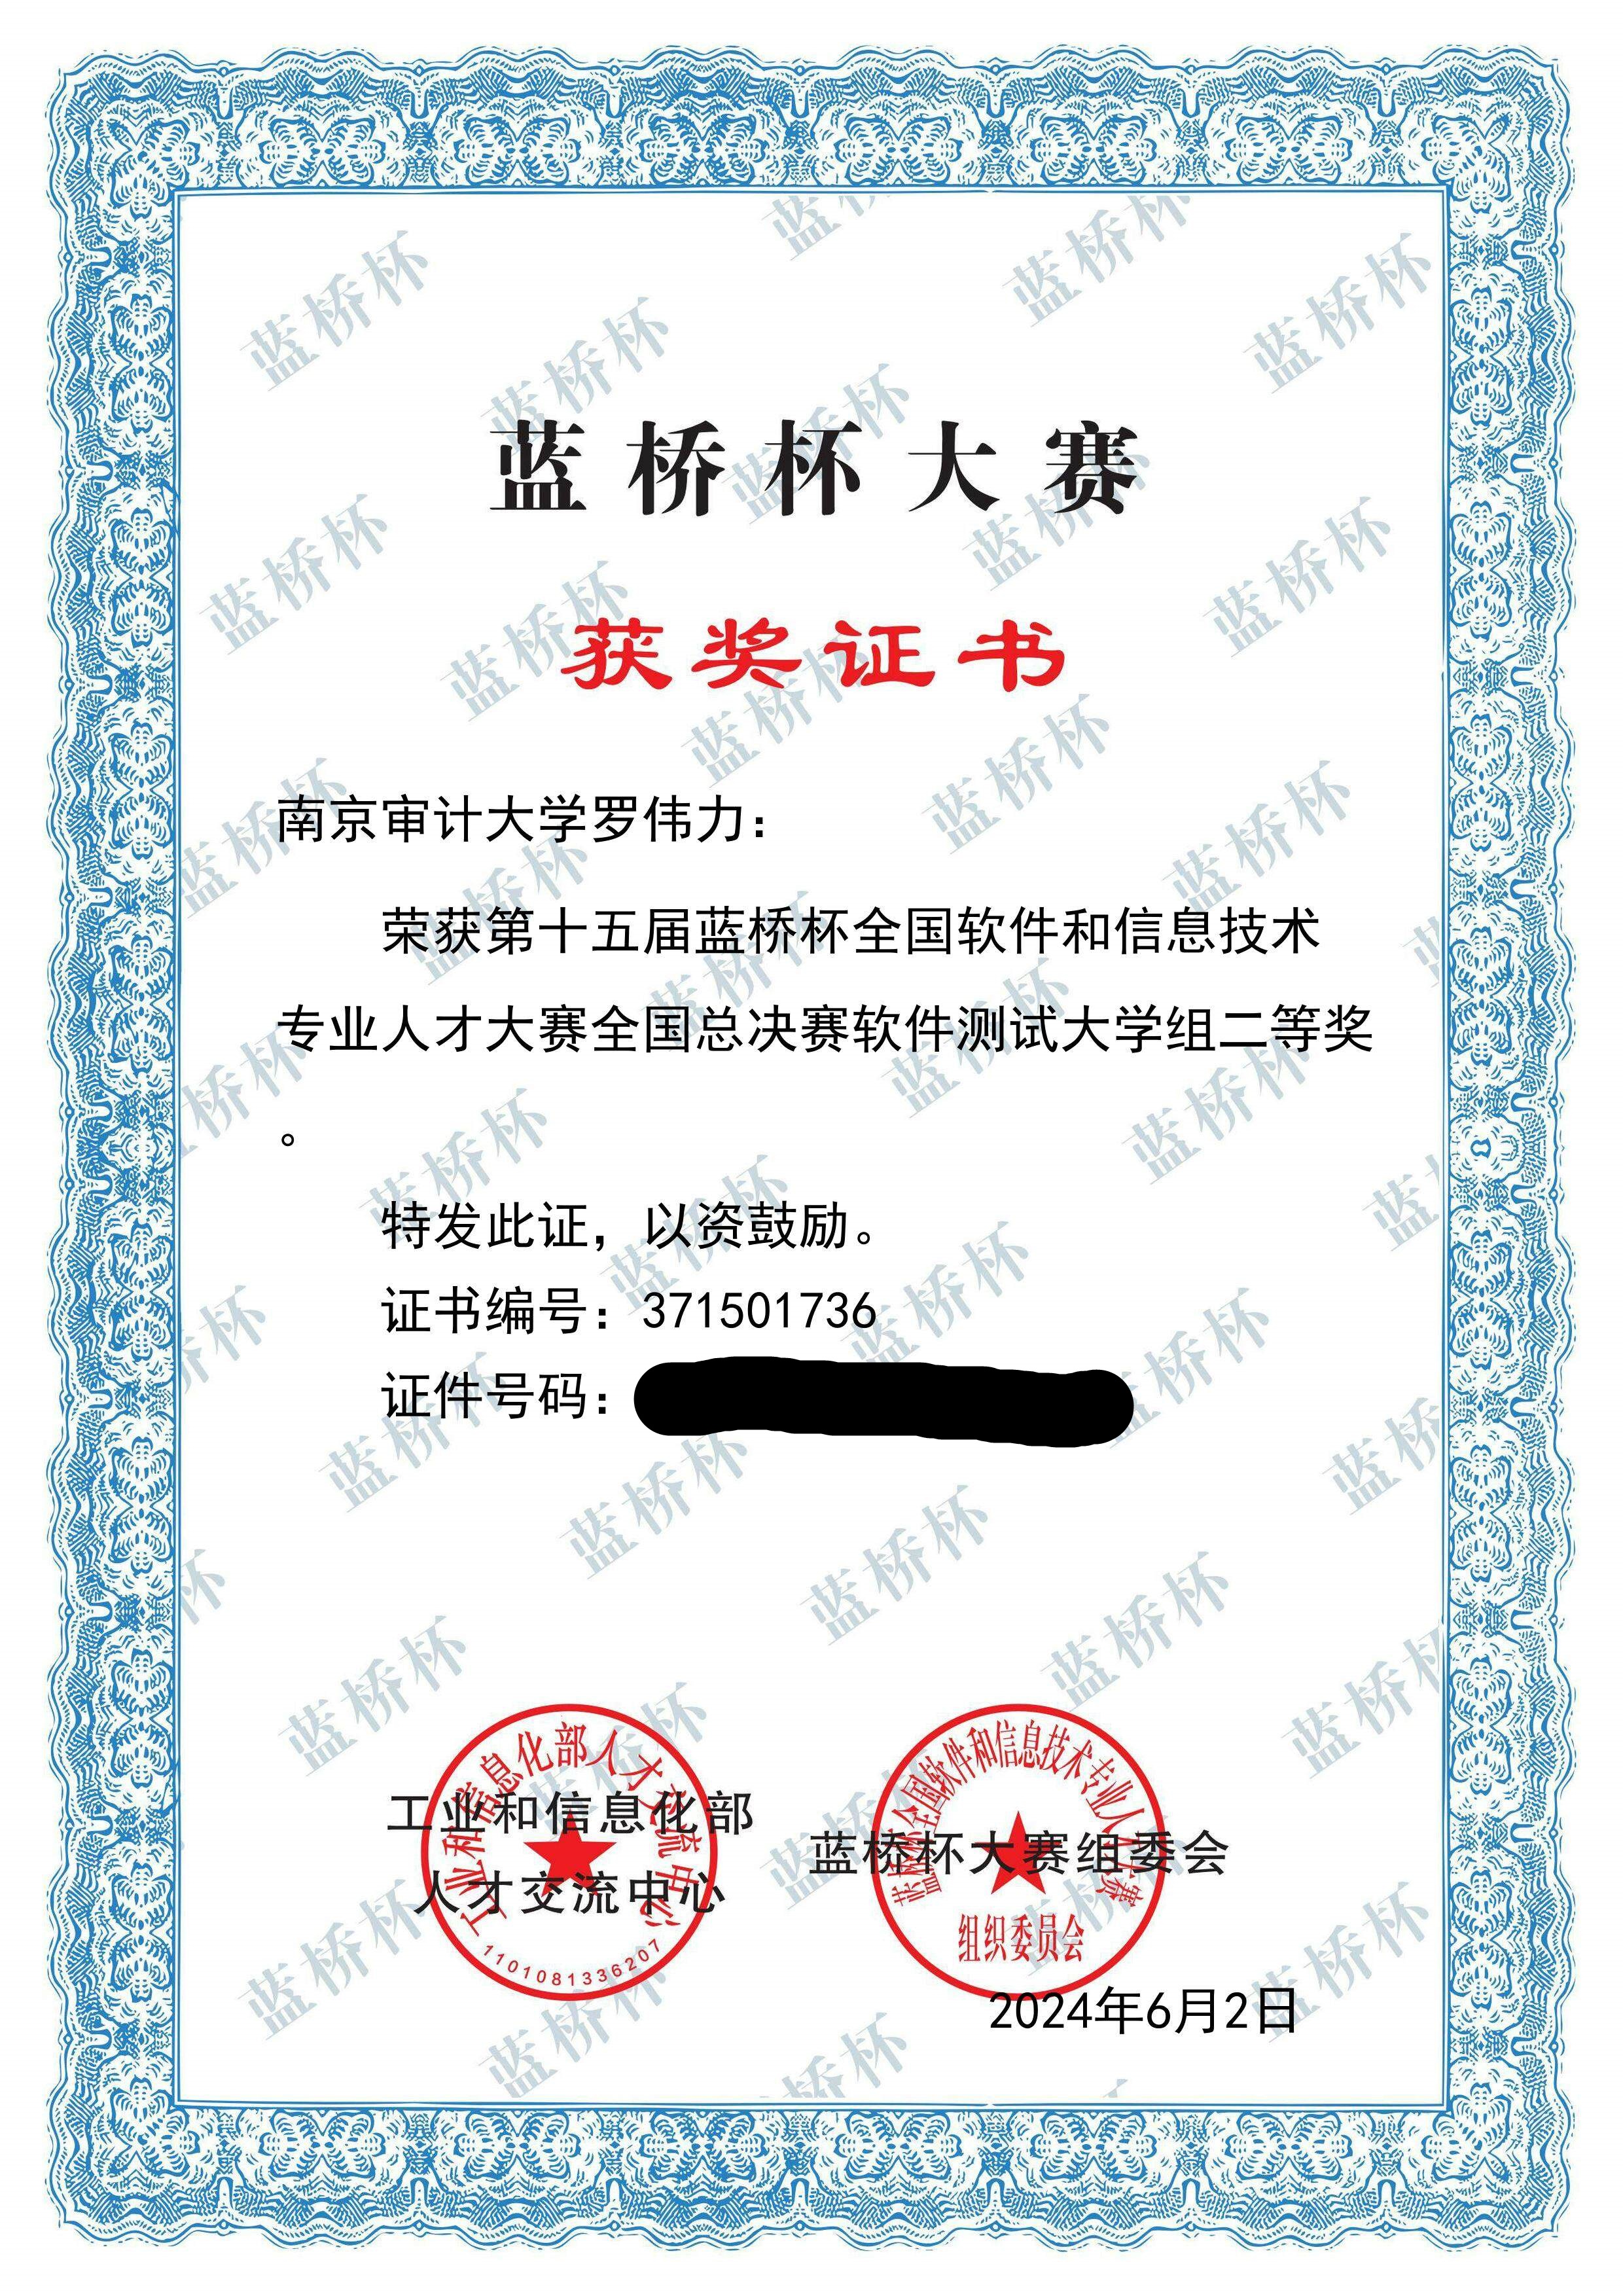 蓝桥杯大赛
获奖证书
南京审计大学罗伟力：
荣获第十五届蓝桥杯全国软件和信息技术
专业人才大赛全国总决赛软件测试大学组二等奖
。
特发此证，以资鼓励。
证书编号：371501736
证件号码：
工业和信息化部
人才交流中心
蓝桥杯大赛组委会
工业和信息化部人才交流中心
1101081336207
蓝桥杯全国软件和信息技术专业人才大赛
组织委员会
2024年6月2日
蓝桥杯